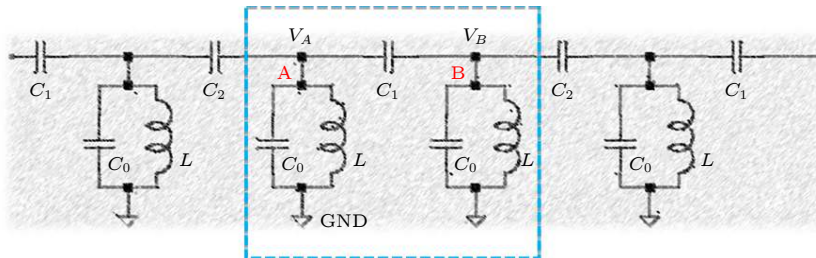 V_A V_B
A B
C_1 C_2 C_1 C_2 C_1
C_0 L C_0 L C_0 L C_0 L
GND